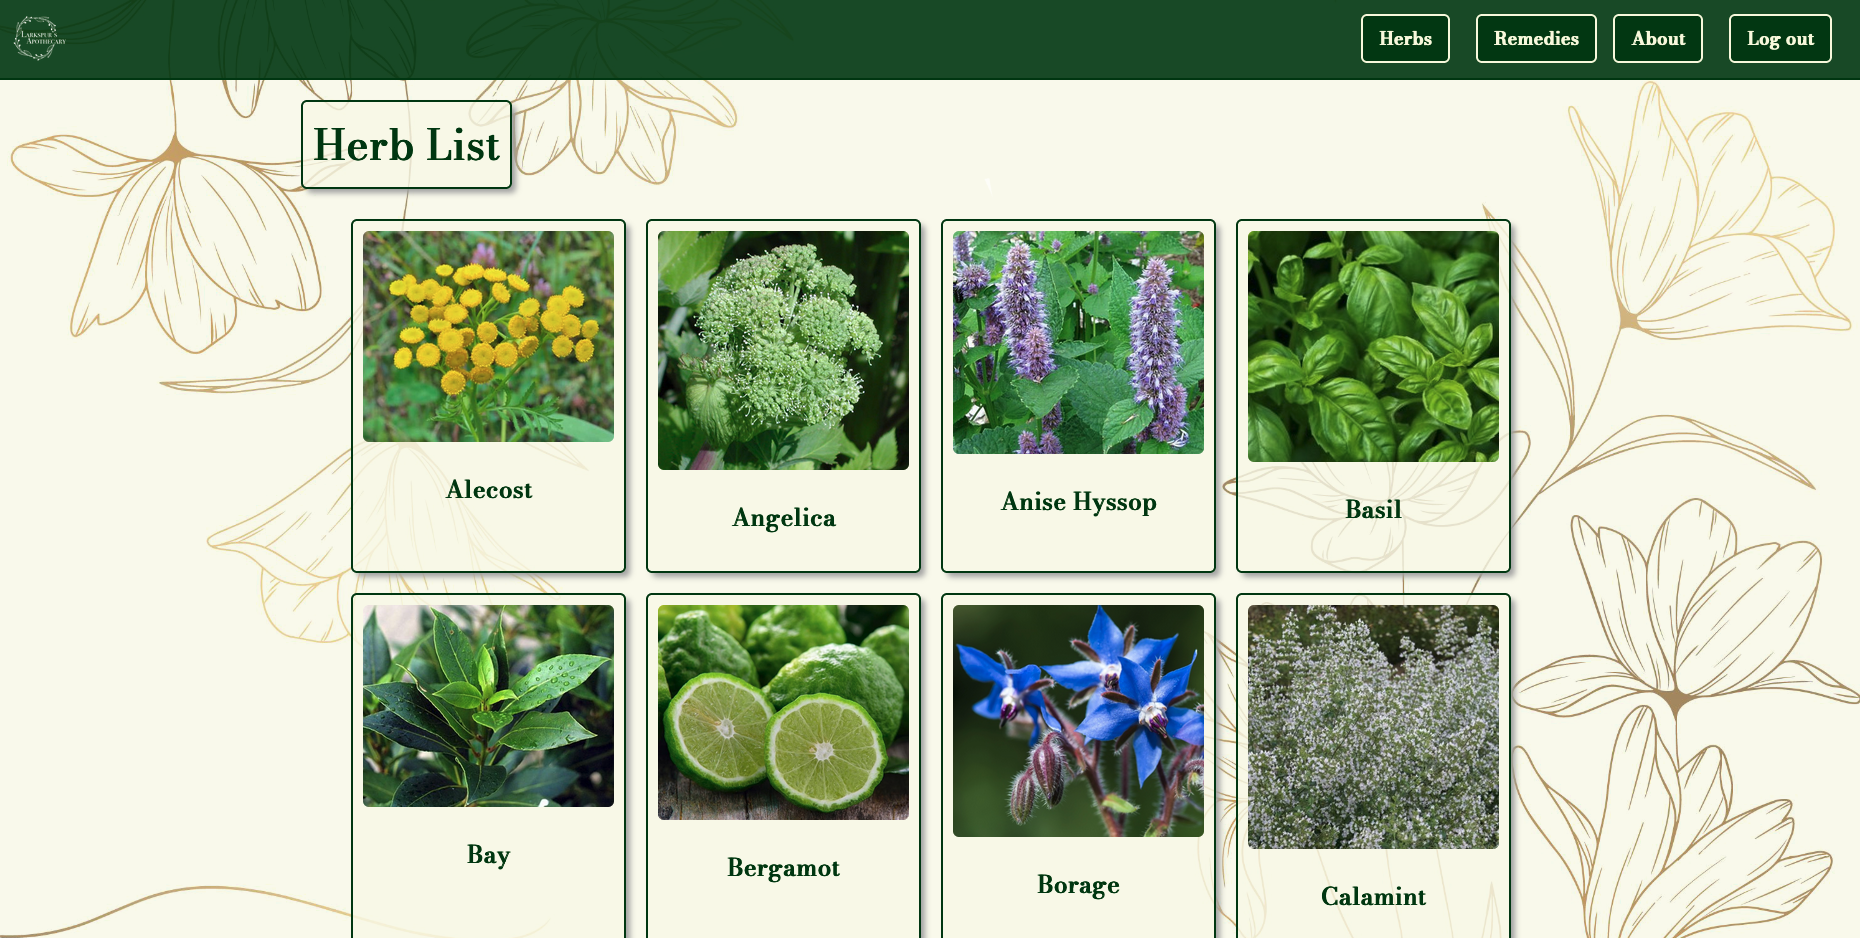 Larkspur's
Apothecary
Herbs
Remedies
About
Log out
Herb List
Alecost
Angelica
Anise Hyssop
Basil
Bay
Bergamot
Borage
Calamint